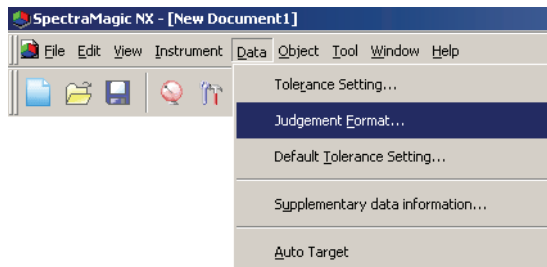 SpectraMagic NX - [New Document1]
File Edit View Instrument Data Object Tool Window Help
Tolerance Setting...
Judgement Format...
Default Tolerance Setting...
Supplementary data information...
Auto Target